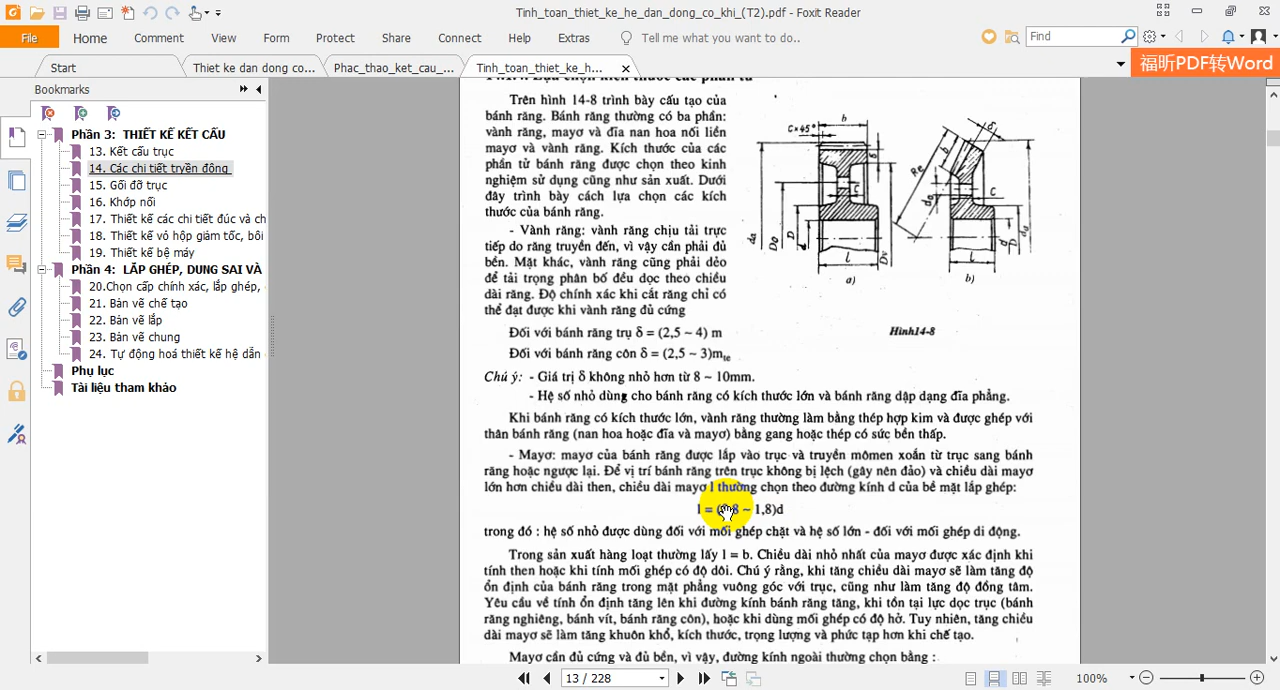 Tinh_toan_thiet_ke_he_dan_dong_co_khi_(T2).pdf - Foxit Reader
File Home Comment View Form Protect Share Connect Help Extras Tell me what you want to do.. Find
Start Thiet ke dan dong co... Phac_thao_ket_cau_... Tinh_toan_thiet_ke_h... 福昕PDF转Word
Bookmarks
Phần 3: THIẾT KẾ KẾT CẤU
13. Kết cấu trục
14. Các chi tiết tryền động
15. Gối đỡ trục
16. Khớp nối
17. Thiết kế các chi tiết đúc và ch
18. Thiết kế vỏ hộp giảm tốc, bôi
19. Thiết kế bệ máy
Phần 4: LẮP GHÉP, DUNG SAI VÀ
20.Chọn cấp chính xác, lắp ghép,
21. Bản vẽ chế tạo
22. Bản vẽ lắp
23. Bản vẽ chung
24. Tự động hoá thiết kế hệ dẫn
Phụ lục
Tài liệu tham khảo
Trên hình 14-8 trình bày cấu tạo của
bánh răng. Bánh răng thường có ba phần:
vành răng, mayơ và đĩa nan hoa nối liền
mayơ và vành răng. Kích thước của các
phần tử bánh răng được chọn theo kinh
nghiệm sử dụng cũng như sản xuất. Dưới
đây trình bày cách lựa chọn các kích
thước của bánh răng.
- Vành răng: vành răng chịu tải trực
tiếp do răng truyền đến, vì vậy cần phải đủ
bền. Mặt khác, vành răng cũng phải dẻo
để tải trọng phân bố đều dọc theo chiều
dài răng. Độ chính xác khi cắt răng chỉ có
thể đạt được khi vành răng đủ cứng
C×45° b δ C da Da D d Dv l a)
δ b Re C do d D da l b)
Hình14-8
Đối với bánh răng trụ δ = (2,5 ~ 4) m
Đối với bánh răng côn δ = (2,5 ~ 3)mte
Chú ý: - Giá trị δ không nhỏ hơn từ 8 ~ 10mm.
- Hệ số nhỏ dùng cho bánh răng có kích thước lớn và bánh răng dập dạng đĩa phẳng.
Khi bánh răng có kích thước lớn, vành răng thường làm bằng thép hợp kim và được ghép với
thân bánh răng (nan hoa hoặc đĩa và mayơ) bằng gang hoặc thép có sức bền thấp.
- Mayơ: mayơ của bánh răng được lắp vào trục và truyền mômen xoắn từ trục sang bánh
răng hoặc ngược lại. Để vị trí bánh răng trên trục không bị lệch (gây nên đảo) và chiều dài mayơ
lớn hơn chiều dài then, chiều dài mayơ l thường chọn theo đường kính d của bề mặt lắp ghép:
l = (0,8 ~ 1,8)d
trong đó : hệ số nhỏ được dùng đối với mối ghép chặt và hệ số lớn - đối với mối ghép di động.
Trong sản xuất hàng loạt thường lấy l = b. Chiều dài nhỏ nhất của mayơ được xác định khi
tính then hoặc khi tính mối ghép có độ dôi. Chú ý rằng, khi tăng chiều dài mayơ sẽ làm tăng độ
ổn định của bánh răng trong mặt phẳng vuông góc với trục, cũng như làm tăng độ đồng tâm.
Yêu cầu về tính ổn định tăng lên khi đường kính bánh răng tăng, khi tồn tại lực dọc trục (bánh
răng nghiêng, bánh vít, bánh răng côn), hoặc khi dùng mối ghép có độ hở. Tuy nhiên, tăng chiều
dài mayơ sẽ làm tăng khuôn khổ, kích thước, trọng lượng và phức tạp hơn khi chế tạo.
Mayơ cần đủ cứng và đủ bền, vì vậy, đường kính ngoài thường chọn bằng :
13 / 228 100%